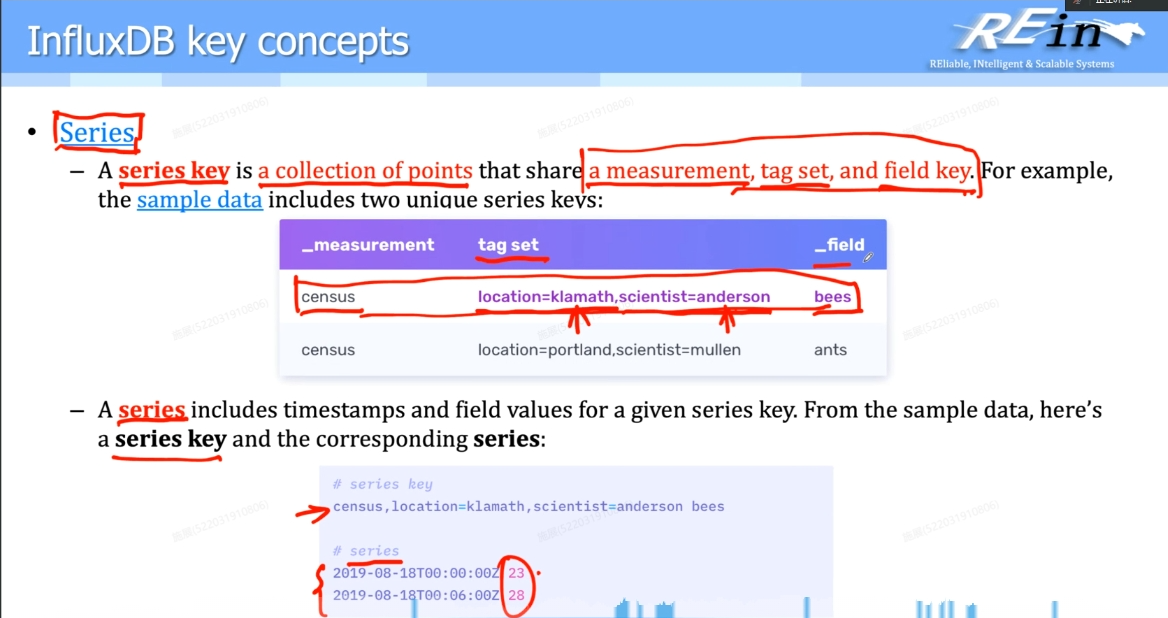 InfluxDB key concepts
REin
REliable, INtelligent & Scalable Systems
• Series
– A series key is a collection of points that share a measurement, tag set, and field key. For example,
the sample data includes two unique series keys:
_measurement tag set _field
census location=klamath,scientist=anderson bees
census location=portland,scientist=mullen ants
– A series includes timestamps and field values for a given series key. From the sample data, here’s
a series key and the corresponding series:
# series key
census,location=klamath,scientist=anderson bees
# series
2019-08-18T00:00:00Z 23
2019-08-18T00:06:00Z 28